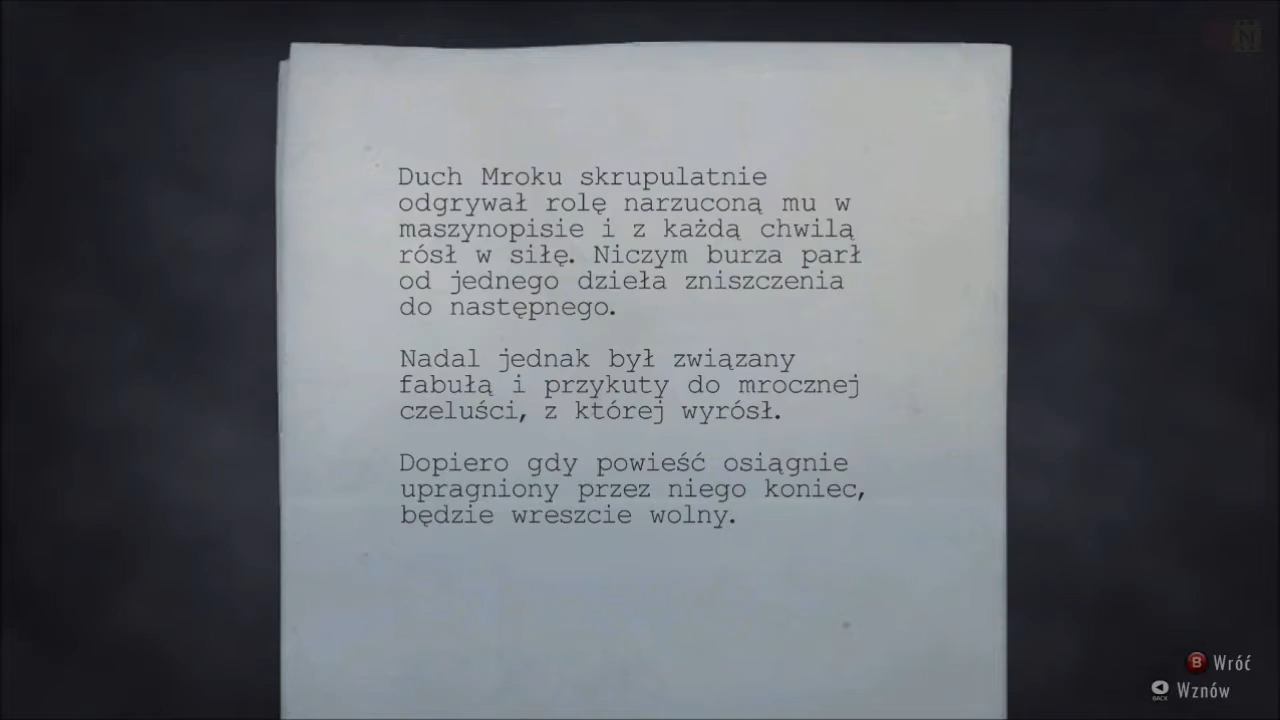 Duch Mroku skrupulatnie
odgrywał rolę narzuconą mu w
maszynopisie i z każdą chwilą
rósł w siłę. Niczym burza parł
od jednego dzieła zniszczenia
do następnego.
Nadal jednak był związany
fabułą i przykuty do mrocznej
czeluści, z której wyrósł.
Dopiero gdy powieść osiągnie
upragniony przez niego koniec,
będzie wreszcie wolny.
B Wróć
BACK Wznów